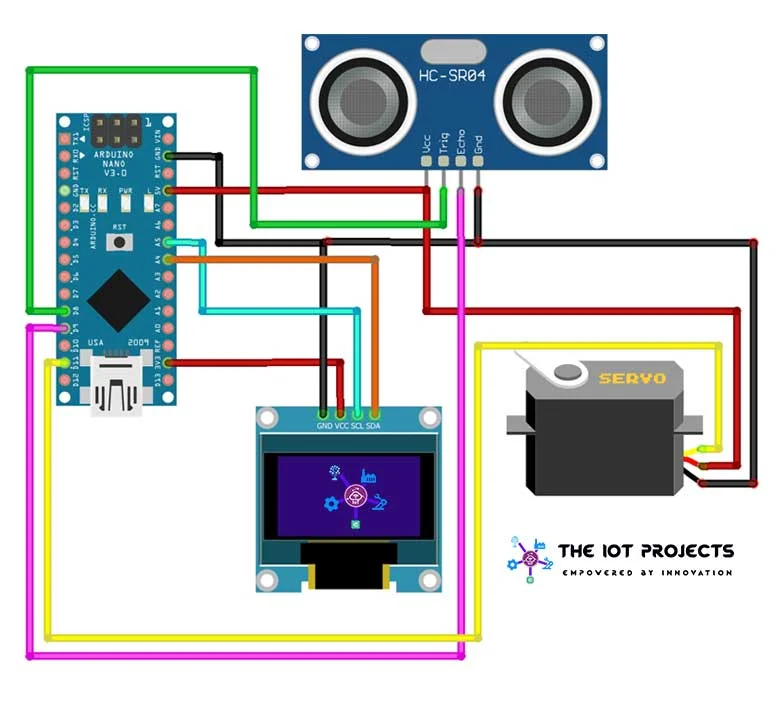 HC-SR04
Vcc
Trig
Echo
Gnd
ICSP
1
ARDUINO
NANO
V3.0
TX RX PWR L
ARDUINO.CC
RST
USA 2009
TX1
RX0
RST
GND
D2
D3
D4
D5
D6
D7
D8
D9
D10
D11
D12
VIN
GND
RST
5V
A7
A6
A5
A4
A3
A2
A1
A0
REF
3V3
D13
SERVO
GND VCC SCL SDA
THE IOT PROJECTS
EMPOWERED BY INNOVATION